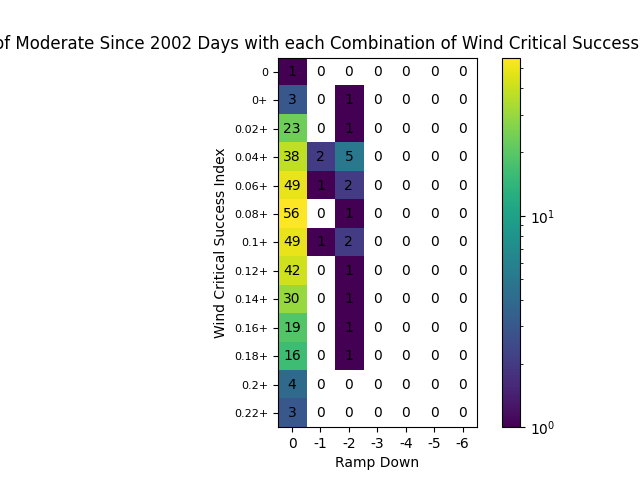 of Moderate Since 2002 Days with each Combination of Wind Critical Success
Wind Critical Success Index
0 1 0 0 0 0 0 0
0+ 3 0 1 0 0 0 0
0.02+ 23 0 1 0 0 0 0
0.04+ 38 2 5 0 0 0 0
0.06+ 49 1 2 0 0 0 0
0.08+ 56 0 1 0 0 0 0
0.1+ 49 1 2 0 0 0 0
0.12+ 42 0 1 0 0 0 0
0.14+ 30 0 1 0 0 0 0
0.16+ 19 0 1 0 0 0 0
0.18+ 16 0 1 0 0 0 0
0.2+ 4 0 0 0 0 0 0
0.22+ 3 0 0 0 0 0 0
0 -1 -2 -3 -4 -5 -6
Ramp Down
10¹
10⁰